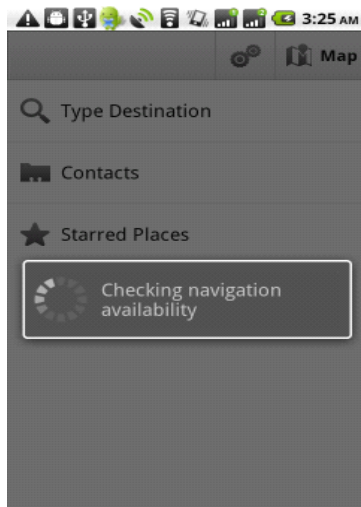 3:25 AM
Map
Type Destination
Contacts
Starred Places
Checking navigation
availability